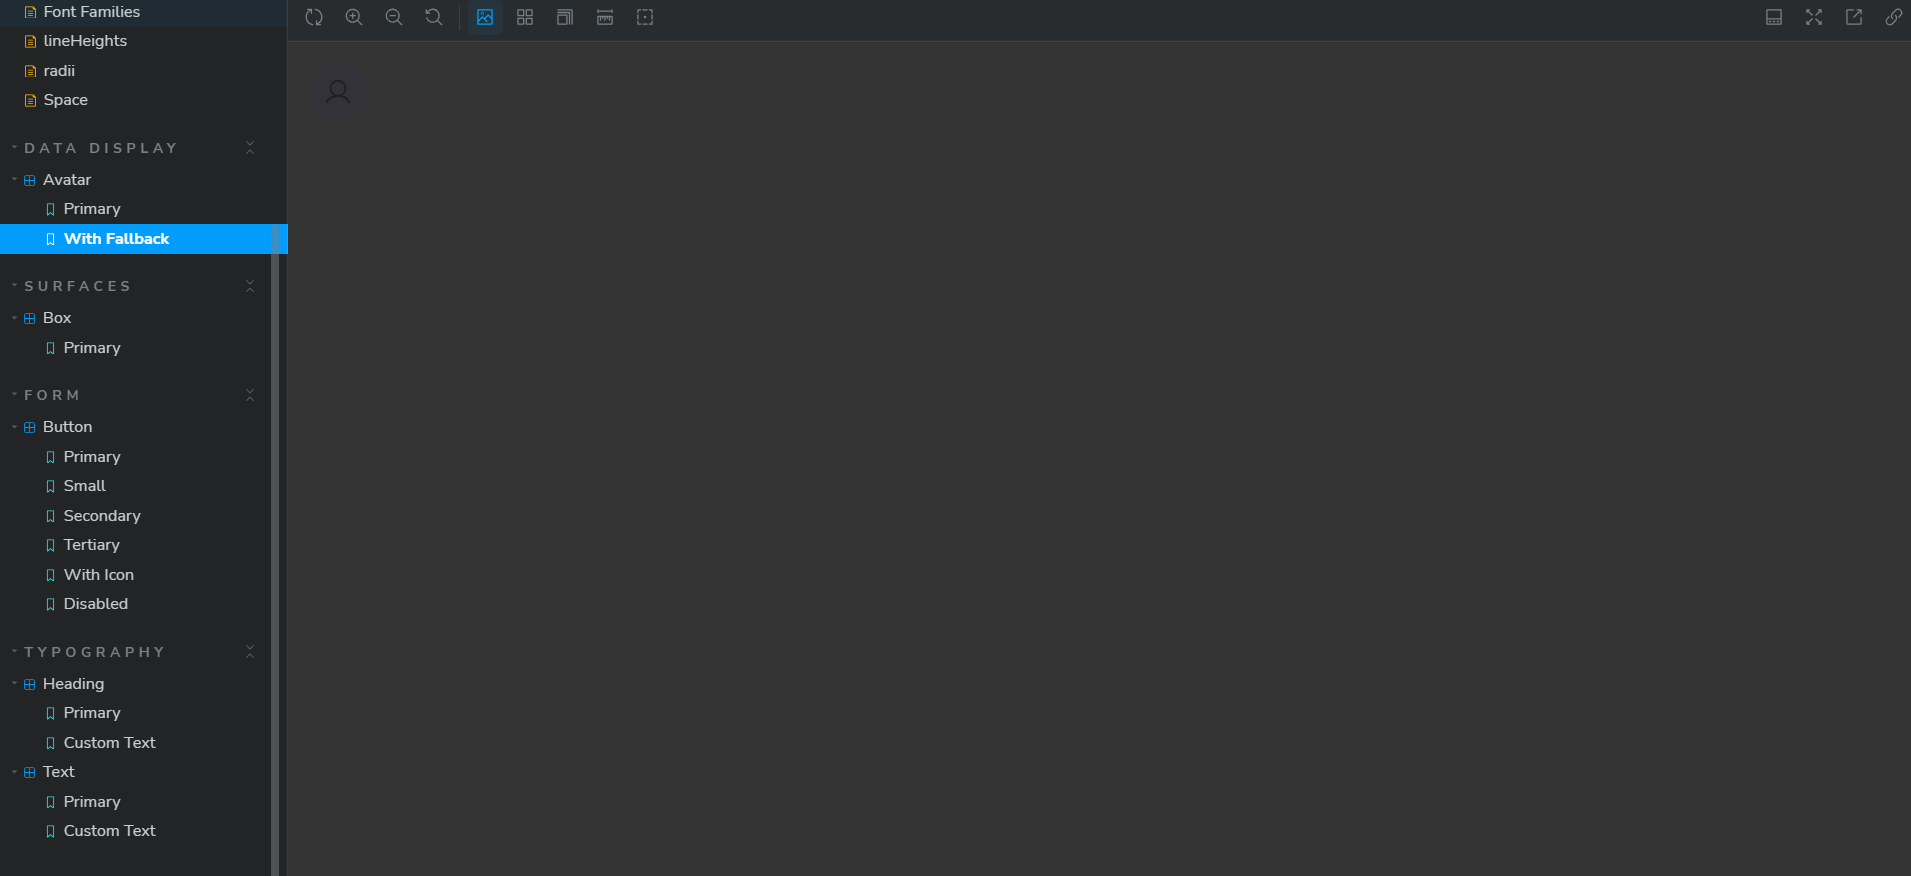 Font Families
lineHeights
radii
Space
DATA DISPLAY
Avatar
Primary
With Fallback
SURFACES
Box
Primary
FORM
Button
Primary
Small
Secondary
Tertiary
With Icon
Disabled
TYPOGRAPHY
Heading
Primary
Custom Text
Text
Primary
Custom Text